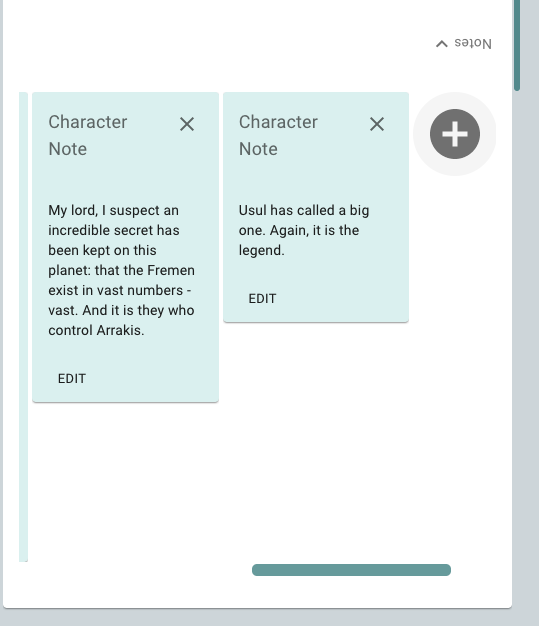 Notes
Character
Note
My lord, I suspect an
incredible secret has
been kept on this
planet: that the Fremen
exist in vast numbers -
vast. And it is they who
control Arrakis.
EDIT
Character
Note
Usul has called a big
one. Again, it is the
legend.
EDIT